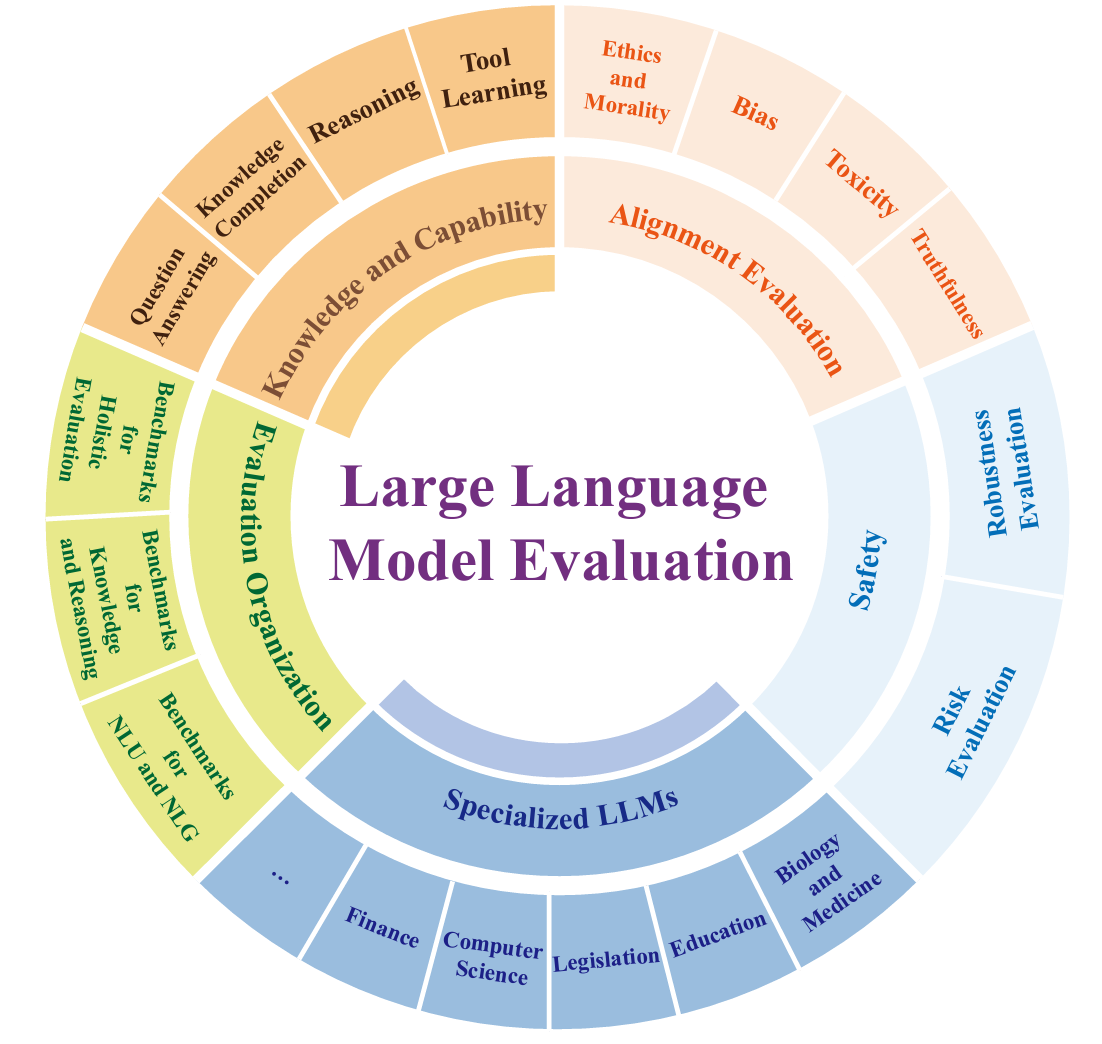 Large Language
Model Evaluation
Knowledge and Capability
Question
Answering
Knowledge
Completion
Reasoning
Tool
Learning
Alignment Evaluation
Ethics
and
Morality
Bias
Toxicity
Truthfulness
Safety
Robustness
Evaluation
Risk
Evaluation
Specialized LLMs
Biology
and
Medicine
Education
Legislation
Computer
Science
Finance
...
Evaluation Organization
Benchmarks
for
NLU and NLG
Benchmarks
for
Knowledge
and Reasoning
Benchmarks
for
Holistic
Evaluation